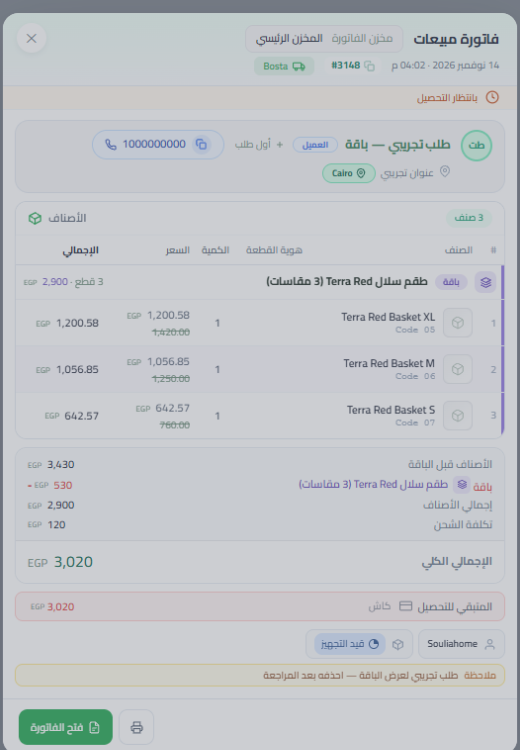 فاتورة مبيعات مخزن الفاتورة المخزن الرئيسي
14 نوفمبر 2026 · 04:02 م #3148 Bosta
بانتظار التحصيل
طت طلب تجريبي — باقة العميل + أول طلب 1000000000
عنوان تجريبي Cairo
3 صنف الأصناف
# الصنف هوية القطعة الكمية السعر الإجمالي
باقة طقم سلال Terra Red (3 مقاسات) 3 قطع · 2,900 EGP
1 Terra Red Basket XL 1 EGP 1,200.58 EGP 1,200.58
Code 05 1,420.00
2 Terra Red Basket M 1 EGP 1,056.85 EGP 1,056.85
Code 06 1,250.00
3 Terra Red Basket S 1 EGP 642.57 EGP 642.57
Code 07 760.00
الأصناف قبل الباقة EGP 3,430
باقة طقم سلال Terra Red (3 مقاسات) - EGP 530
إجمالي الأصناف EGP 2,900
تكلفة الشحن EGP 120
الإجمالي الكلي EGP 3,020
المتبقي للتحصيل كاش EGP 3,020
Souliahome قيد التجهيز
ملاحظة طلب تجريبي لعرض الباقة — احذفه بعد المراجعة
فتح الفاتورة